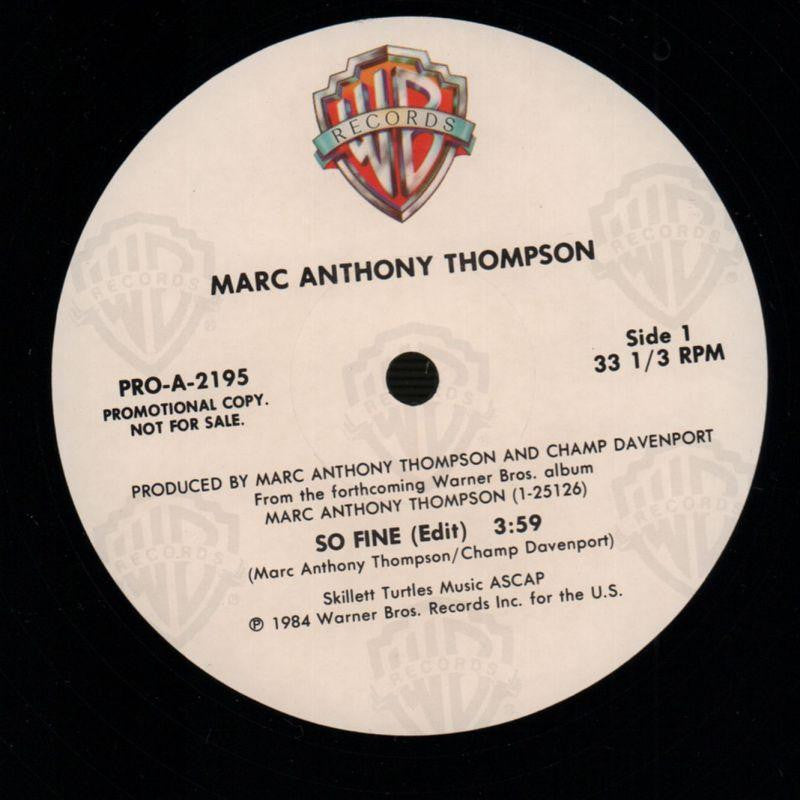 WB
RECORDS
MARC ANTHONY THOMPSON
Side 1
33 1/3 RPM
PRO-A-2195
PROMOTIONAL COPY.
NOT FOR SALE.
PRODUCED BY MARC ANTHONY THOMPSON AND CHAMP DAVENPORT
From the forthcoming Warner Bros. album
MARC ANTHONY THOMPSON (1-25126)
SO FINE (Edit) 3:59
(Marc Anthony Thompson/Champ Davenport)
Skillett Turtles Music ASCAP
℗ 1984 Warner Bros. Records Inc. for the U.S.